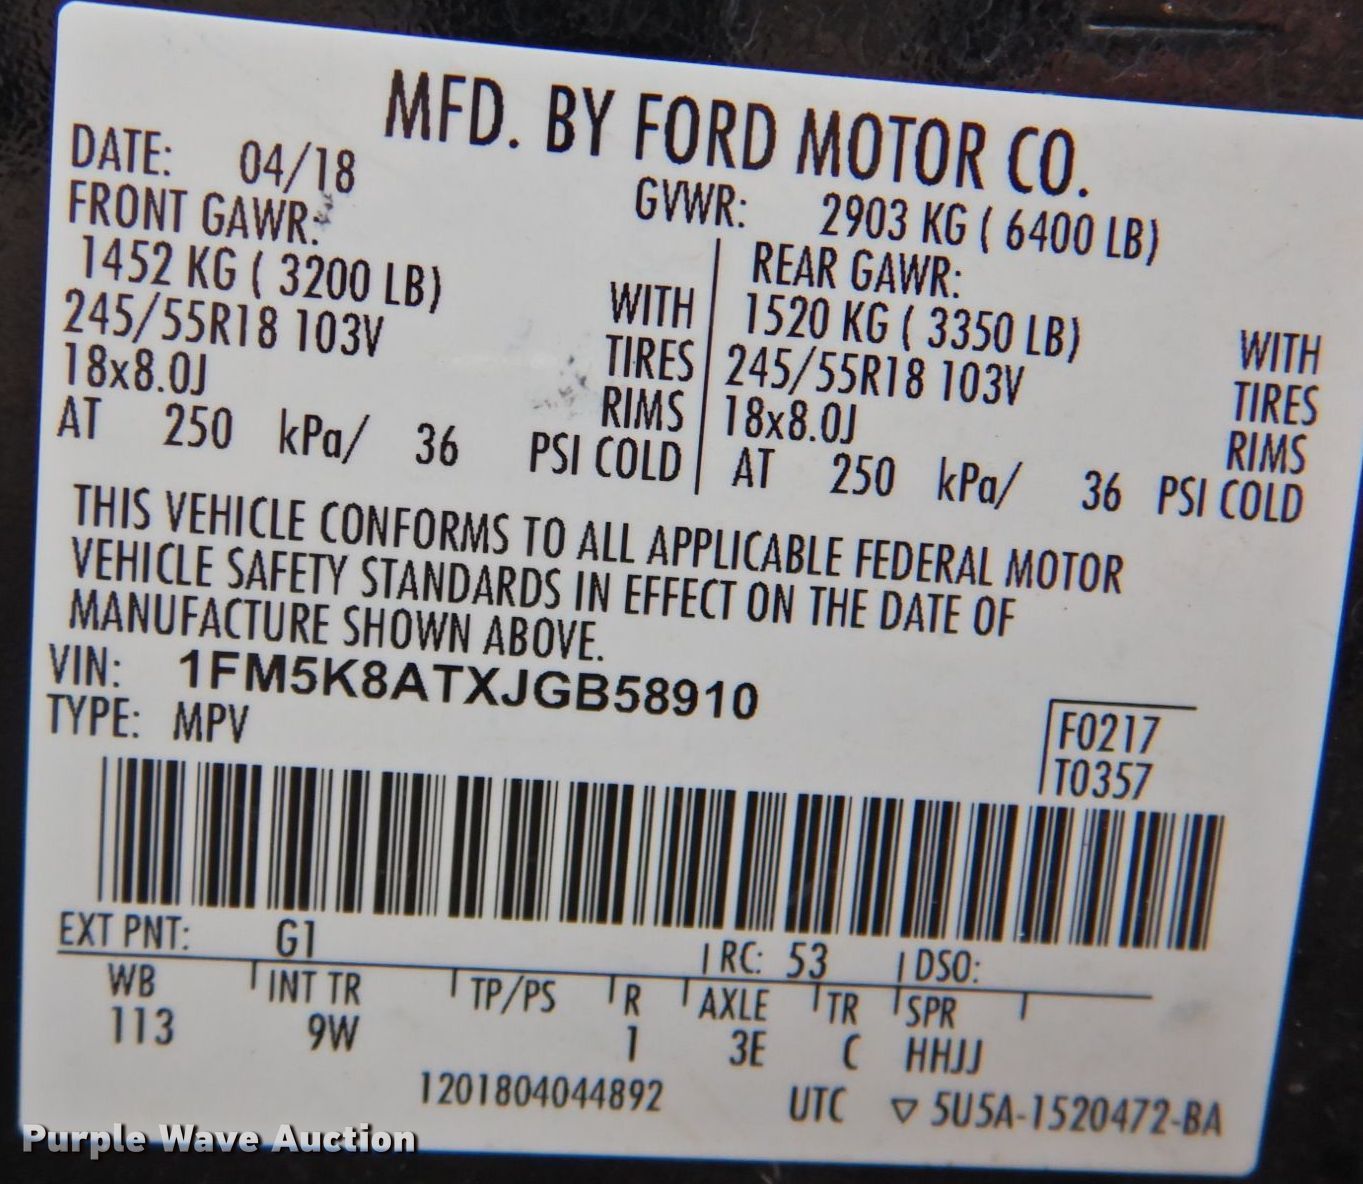 MFD. BY FORD MOTOR CO.
DATE: 04/18
GVWR: 2903 KG ( 6400 LB)
FRONT GAWR:
1452 KG ( 3200 LB) WITH
245/55R18 103V TIRES
18x8.0J RIMS
AT 250 kPa/ 36 PSI COLD
REAR GAWR:
1520 KG ( 3350 LB) WITH
245/55R18 103V TIRES
18x8.0J RIMS
AT 250 kPa/ 36 PSI COLD
THIS VEHICLE CONFORMS TO ALL APPLICABLE FEDERAL MOTOR
VEHICLE SAFETY STANDARDS IN EFFECT ON THE DATE OF
MANUFACTURE SHOWN ABOVE.
VIN: 1FM5K8ATXJGB58910
TYPE: MPV
F0217
T0357
EXT PNT: G1 RC: 53 DSO:
WB INT TR TP/PS R AXLE TR SPR
113 9W 1 3E C HHJJ
1201804044892 UTC ▽ 5U5A-1520472-BA
Purple Wave Auction